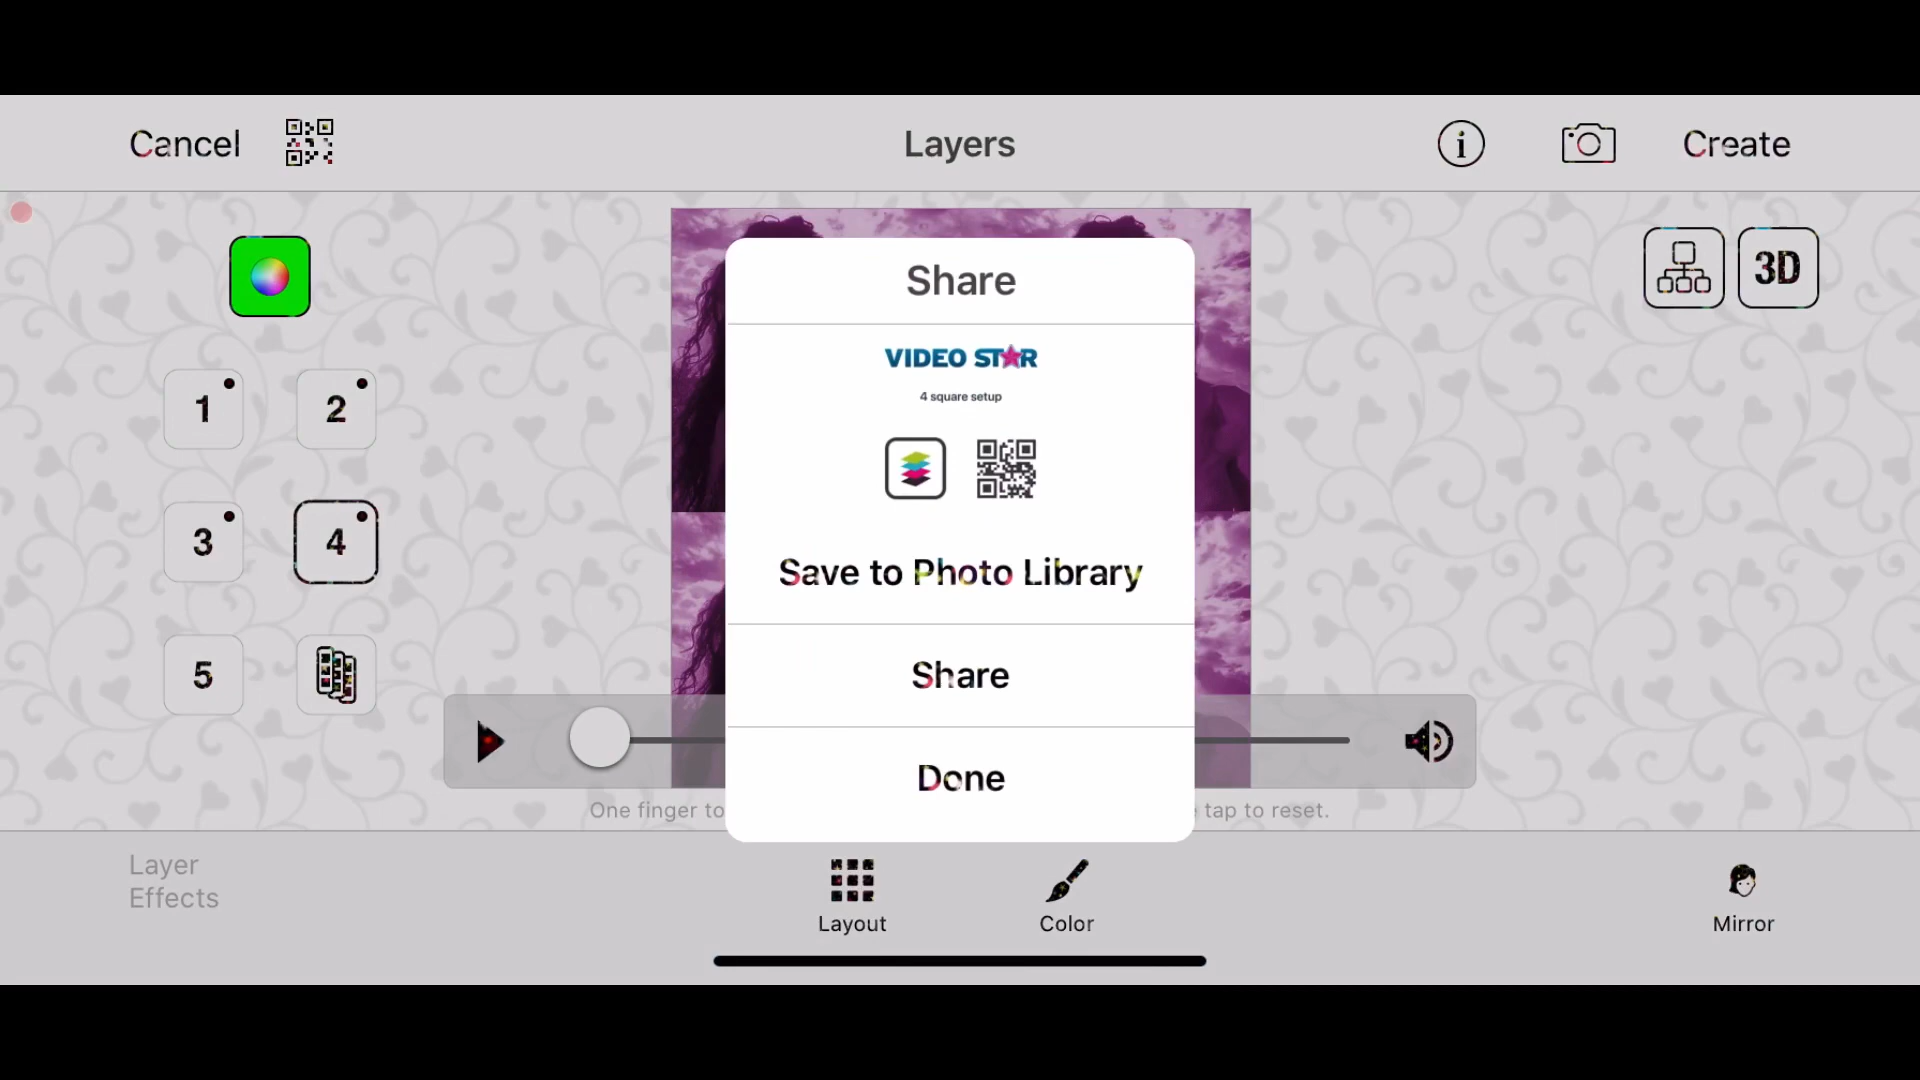 Cancel
Layers
Create
3D
Share
VIDEO STAR
4 square setup
1
2
3
4
Save to Photo Library
5
Share
Done
One finger to
tap to reset.
Layer
Effects
Layout
Color
Mirror